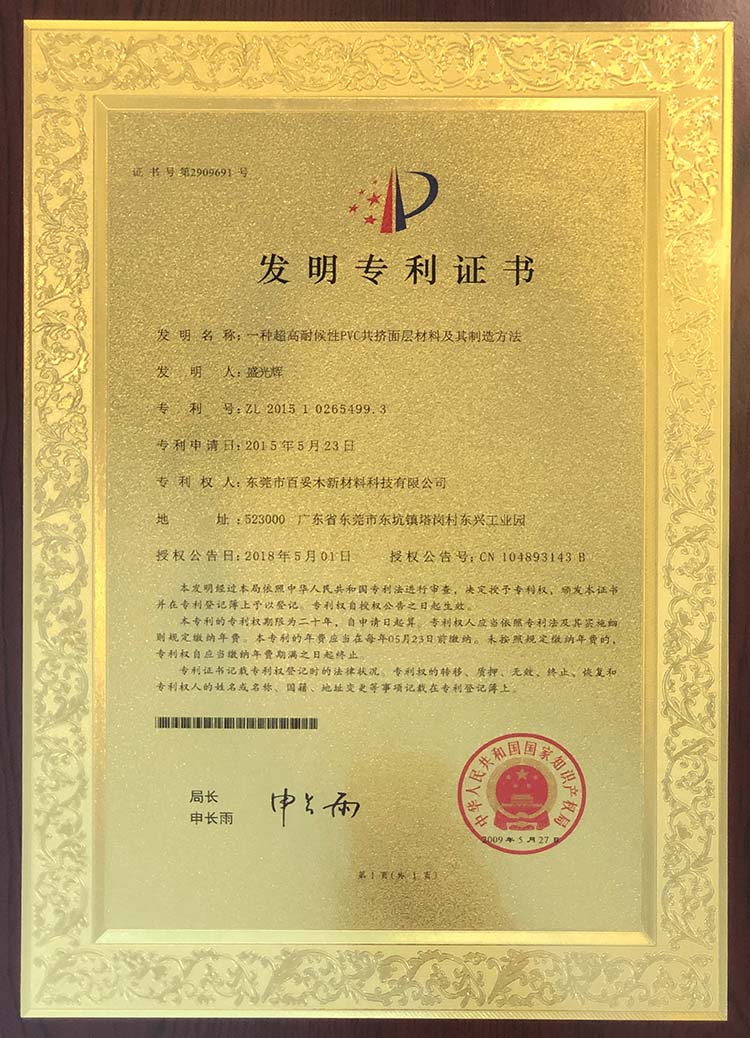 证书号第2909691号
发明专利证书
发明名称：一种超高耐候性PVC共挤面层材料及其制造方法
发明人：盛光辉
专利号：ZL 2015 1 0265499.3
专利申请日：2015年5月23日
专利权人：东莞市百妥木新材料科技有限公司
地址：523000 广东省东莞市东坑镇塔岗村东兴工业园
授权公告日：2018年5月01日 授权公告号：CN 104893143 B
本发明经过本局依照中华人民共和国专利法进行审查，决定授予专利权，颁发本证书
并在专利登记簿上予以登记。专利权自授权公告之日起生效。
本专利的专利权期限为二十年，自申请日起算。专利权人应当依照专利法及其实施细
则规定缴纳年费。本专利的年费应当在每年05月23日前缴纳。未按照规定缴纳年费的，
专利权自应当缴纳年费期满之日起终止。
专利证书记载专利权登记时的法律状况。专利权的转移、质押、无效、终止、恢复和
专利权人的姓名或名称、国籍、地址变更等事项记载在专利登记簿上。
局长
申长雨
申长雨
中华人民共和国国家知识产权局
2009年5月27日
第1页(共1页)